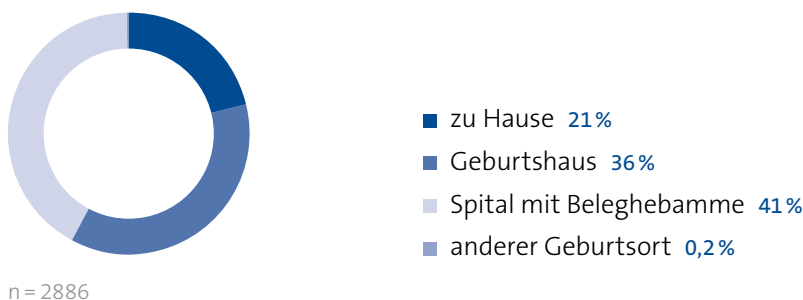 zu Hause 21%
Geburtshaus 36%
Spital mit Beleghebamme 41%
anderer Geburtsort 0,2%
n = 2886